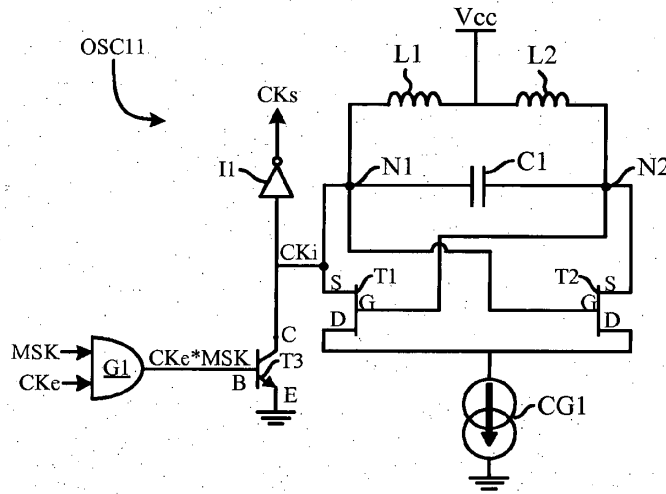 Vcc
OSC11
L1
L2
CKs
I1
N1
C1
N2
CKi
S
T1
G
D
T2
S
G
D
MSK
CKe
G1
CKe*MSK
C
B
T3
E
CG1